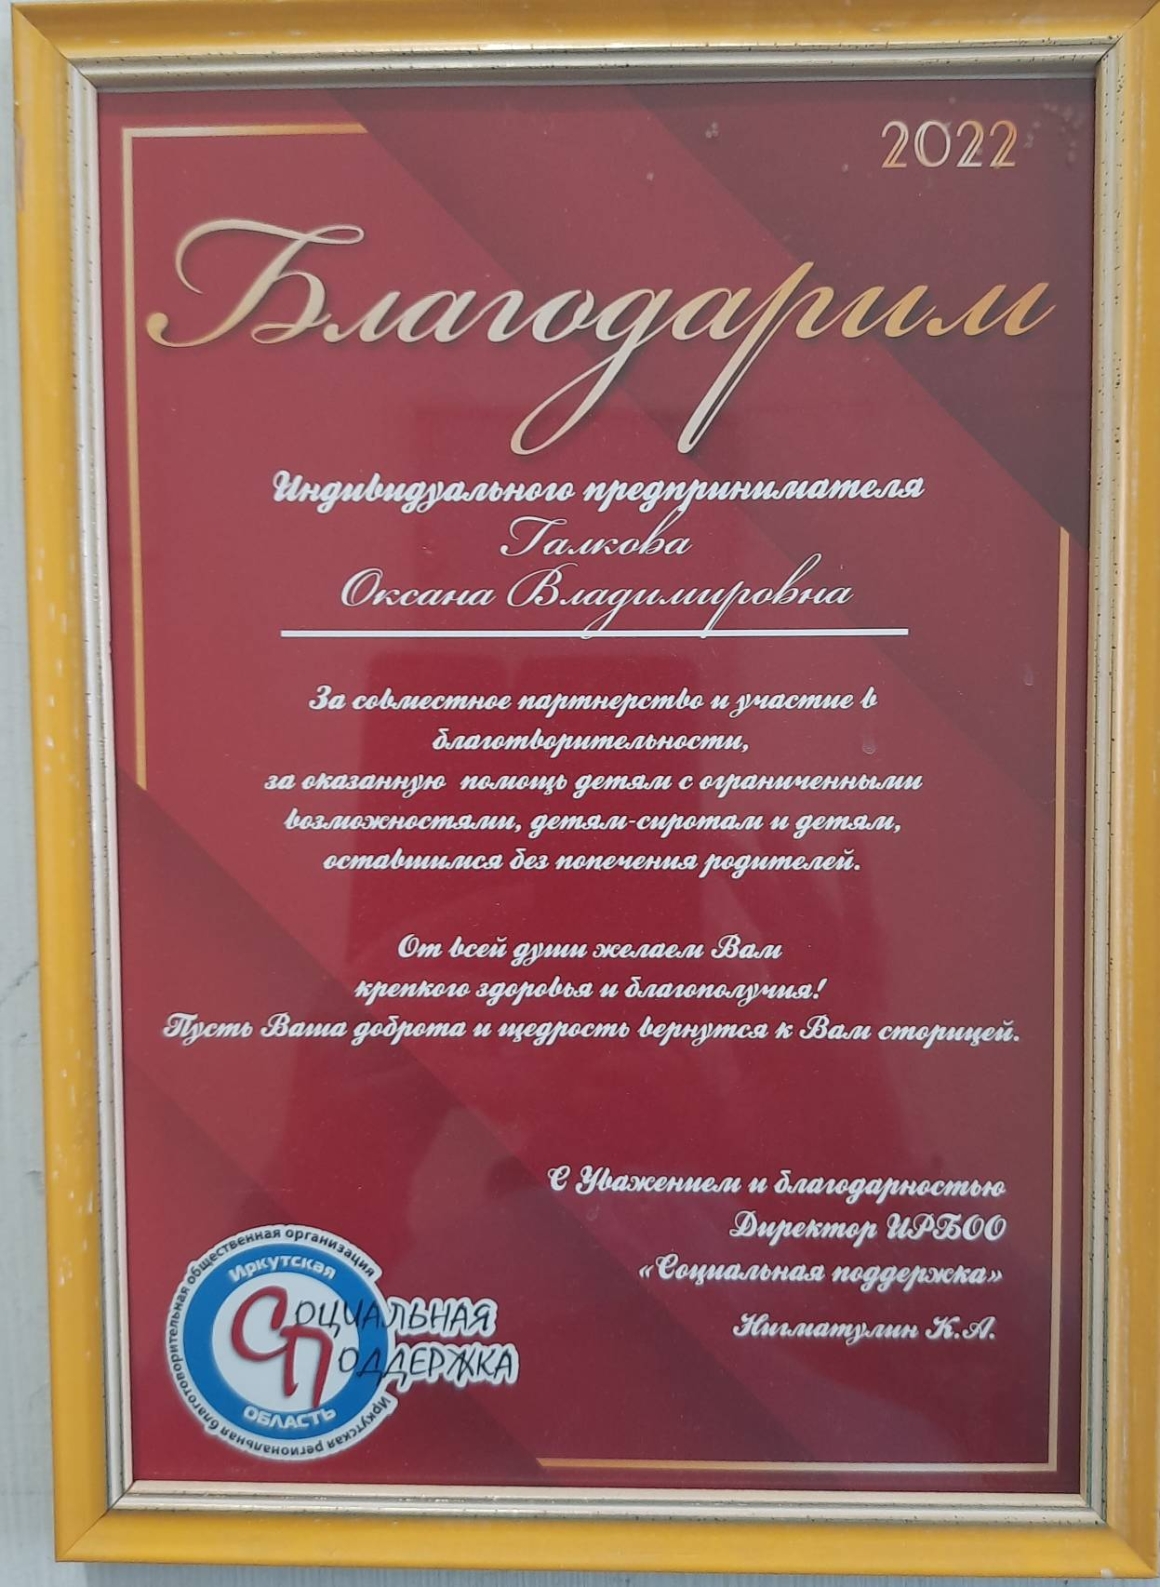 2022
Благодарим
Индивидуального предпринимателя
Галкова
Оксана Владимировна
За совместное партнерство и участие в
благотворительности,
за оказанную помощь детям с ограниченными
возможностями, детям-сиротам и детям,
оставшимся без попечения родителей.
От всей души желаем Вам
крепкого здоровья и благополучия!
Пусть Ваша доброта и щедрость вернутся к Вам сторицей.
С Уважением и благодарностью
Директор ИРБОО
«Социальная поддержка»
Нигматулин К.А.
Иркутская региональная благотворительная общественная организация
Иркутская
СОЦИАЛЬНАЯ
ПОДДЕРЖКА
ОБЛАСТЬ